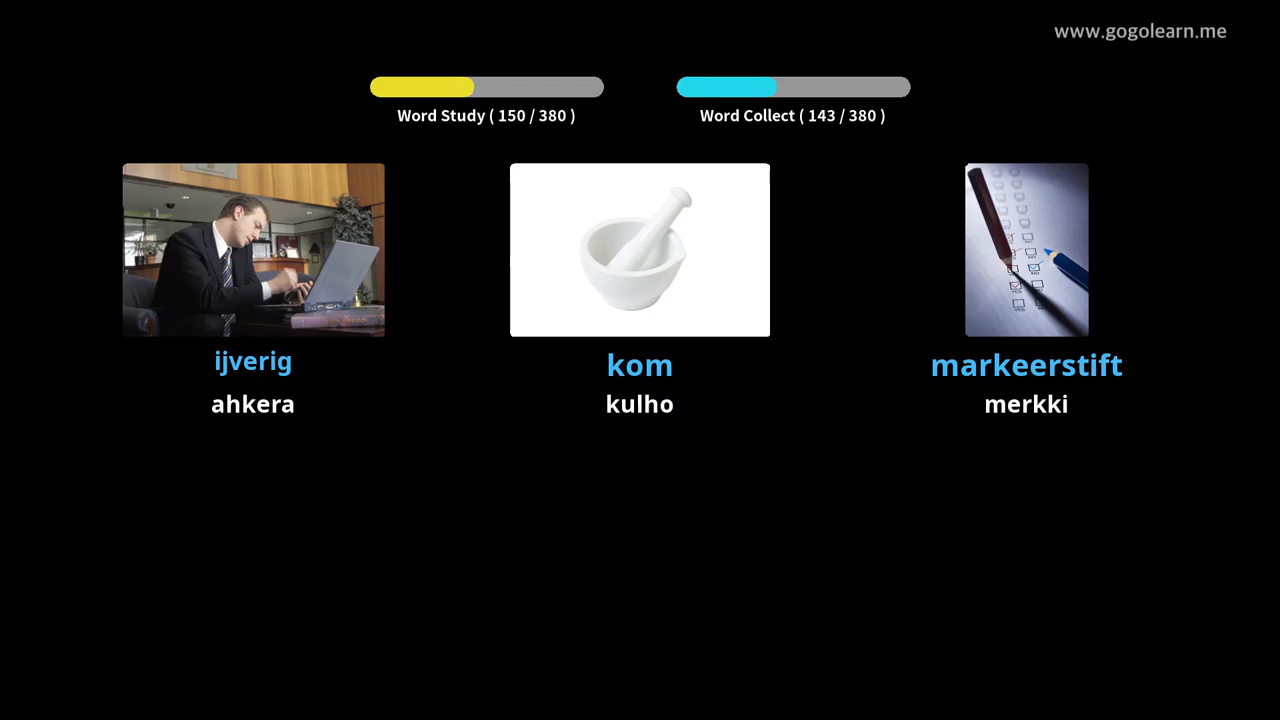 www.gogolearn.me
Word Study ( 150 / 380 )
Word Collect ( 143 / 380 )
ijverig
kom
markeerstift
ahkera
kulho
merkki